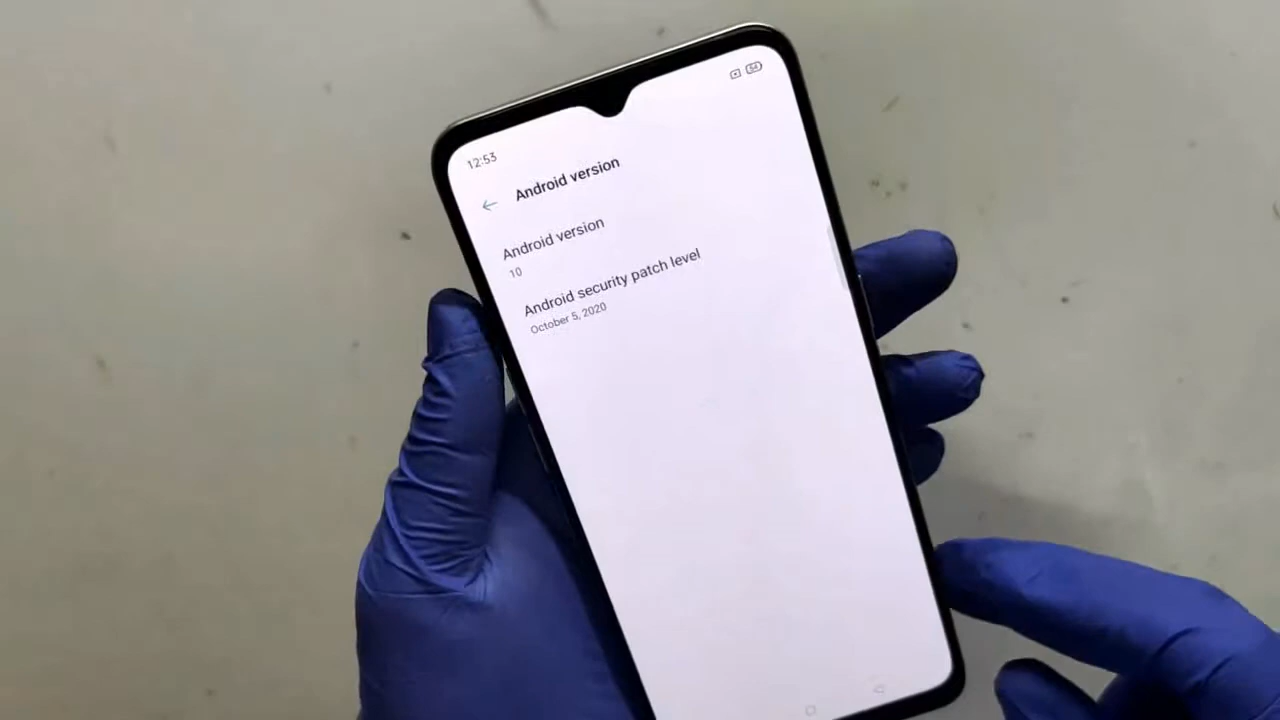 12:53
Android version
Android version
10
Android security patch level
October 5, 2020